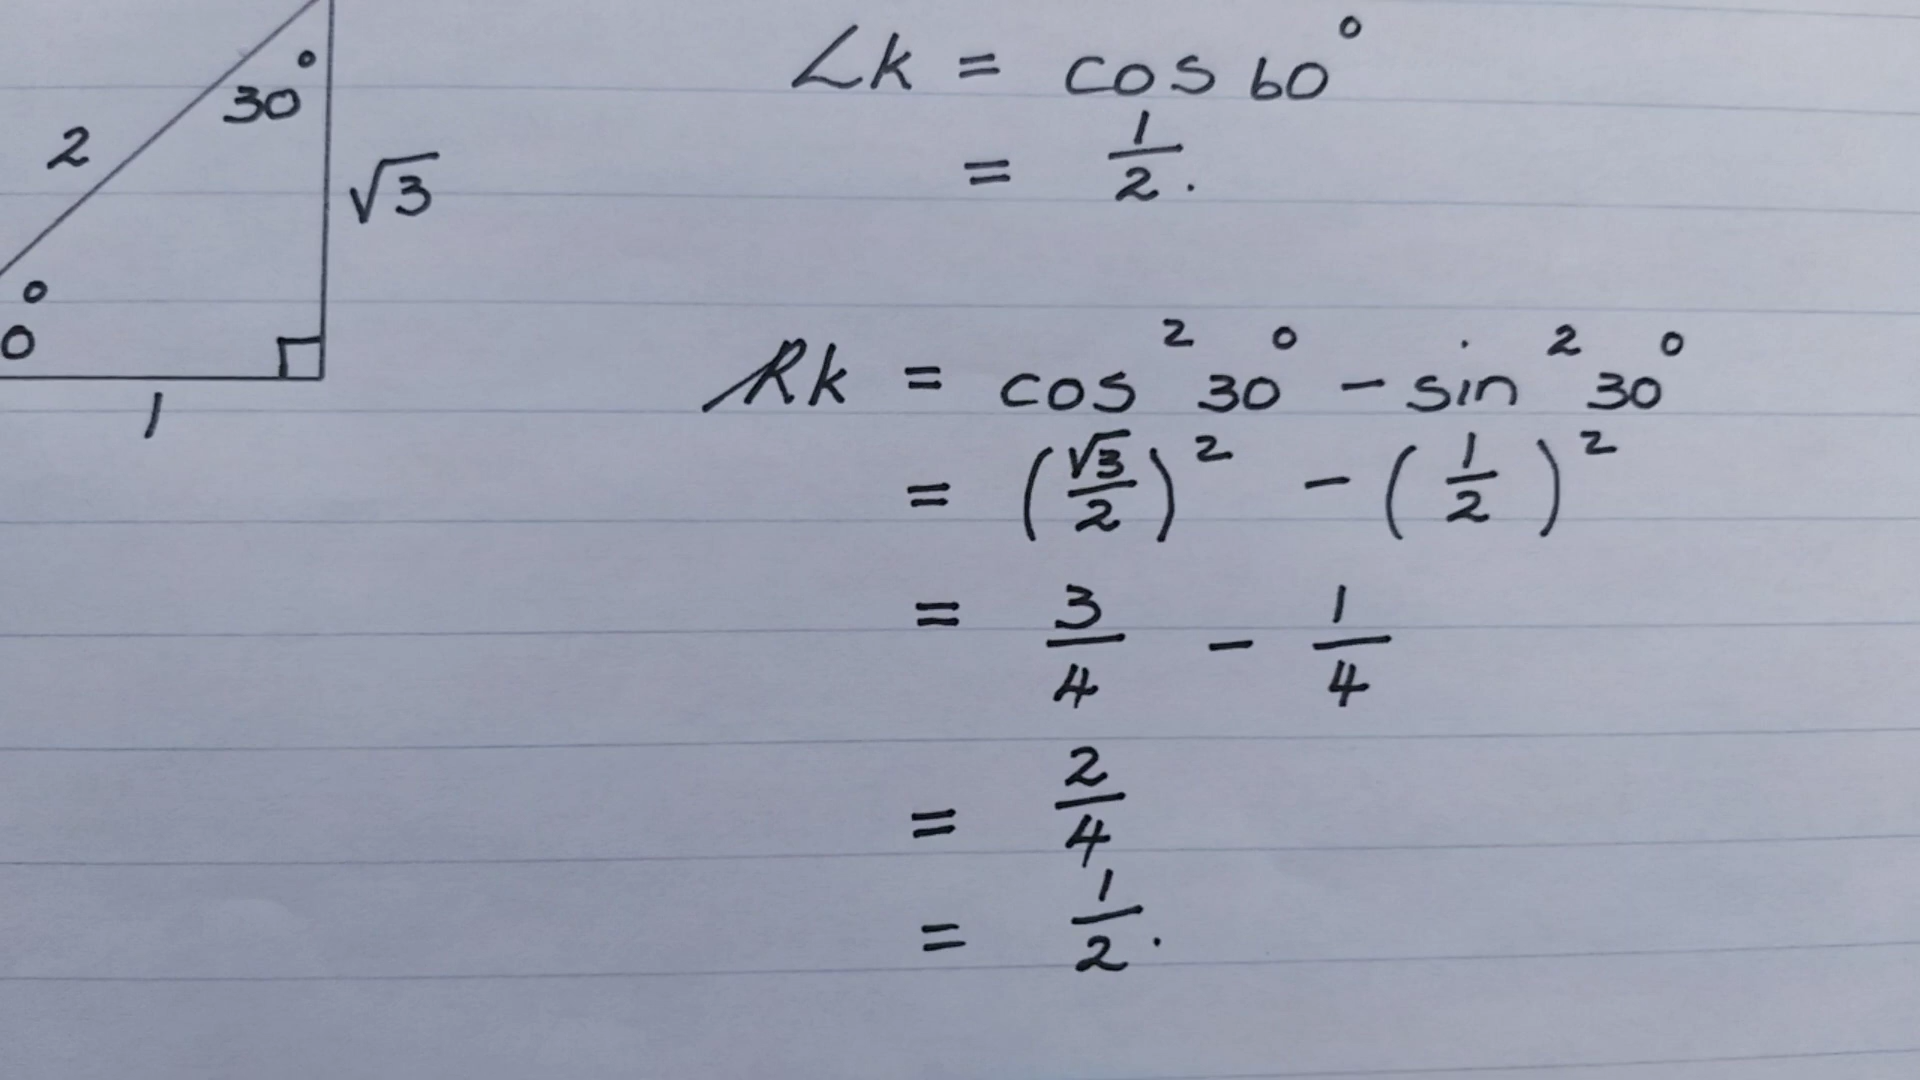 30°
2
√3
0°
1
Lk = cos 60°
= 1/2.
Rk = cos² 30° - sin² 30°
= (√3/2)² - (1/2)²
= 3/4 - 1/4
= 2/4
= 1/2.